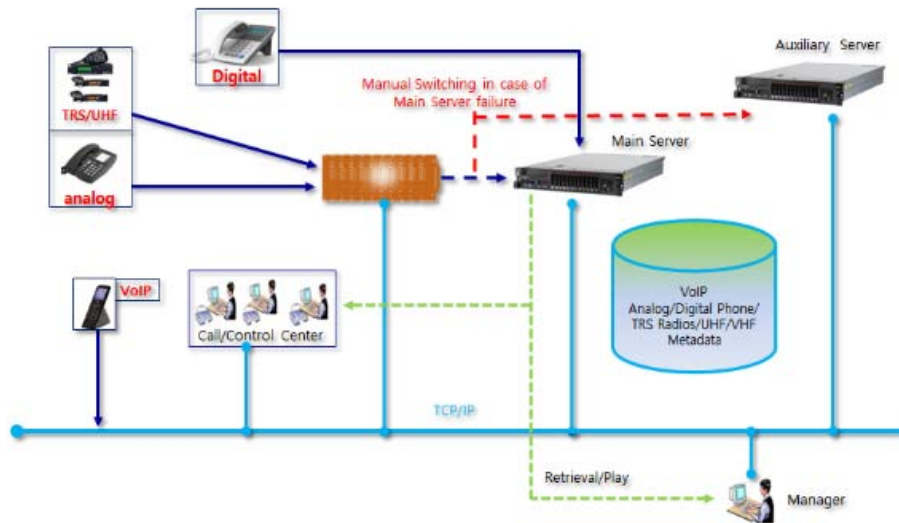 Auxiliary Server
Digital
Manual Switching in case of
Main Server failure
TRS/UHF
Main Server
analog
VoIP
VoIP
Analog/Digital Phone/
TRS Radios/UHF/VHF
Metadata
Call/Control Center
TCP/IP
Retrieval/Play
Manager